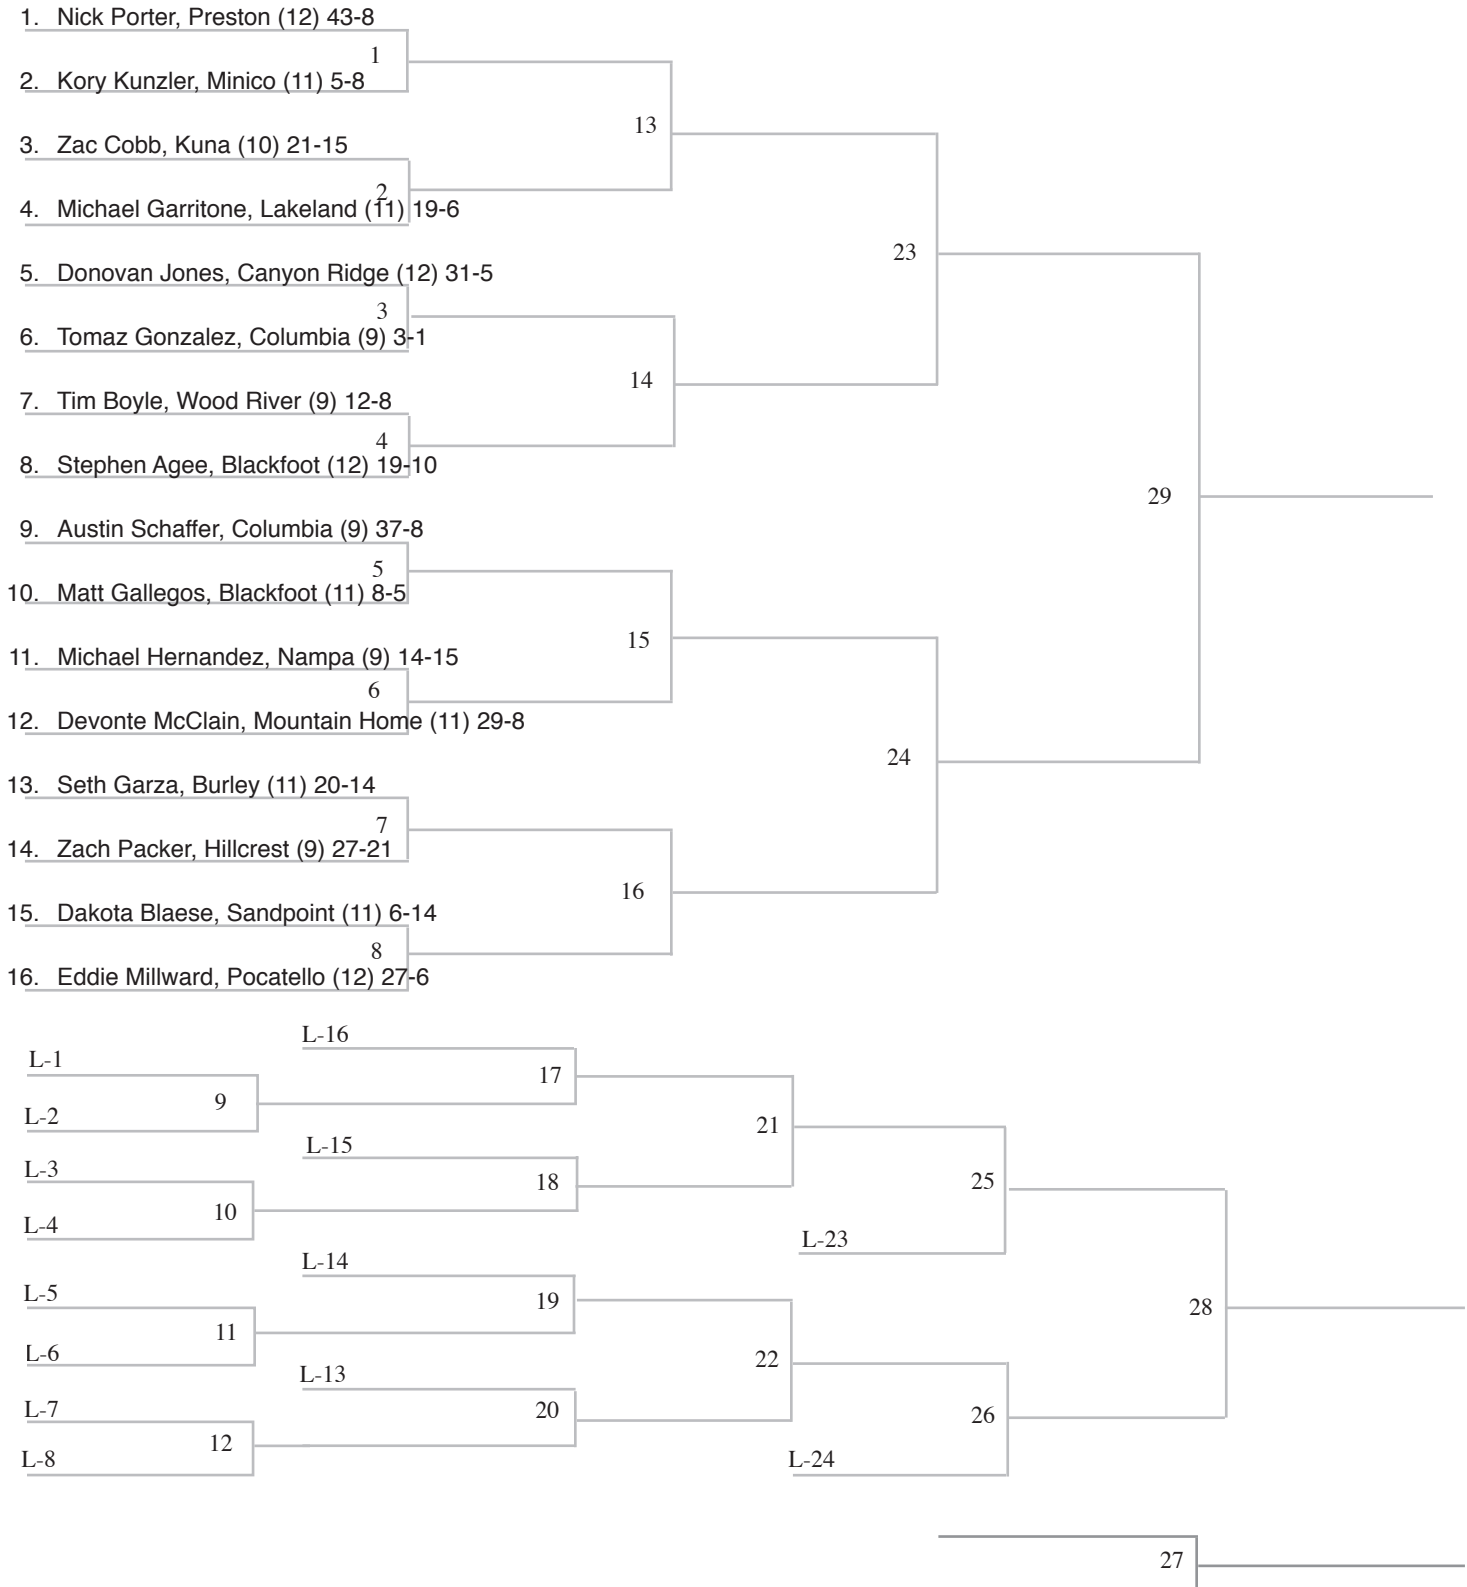 1. Nick Porter, Preston (12) 43-8
1
2. Kory Kunzler, Minico (11) 5-8
13
3. Zac Cobb, Kuna (10) 21-15
2
4. Michael Garritone, Lakeland (11) 19-6
23
5. Donovan Jones, Canyon Ridge (12) 31-5
3
6. Tomaz Gonzalez, Columbia (9) 3-1
14
7. Tim Boyle, Wood River (9) 12-8
4
8. Stephen Agee, Blackfoot (12) 19-10
29
9. Austin Schaffer, Columbia (9) 37-8
5
10. Matt Gallegos, Blackfoot (11) 8-5
15
11. Michael Hernandez, Nampa (9) 14-15
6
12. Devonte McClain, Mountain Home (11) 29-8
24
13. Seth Garza, Burley (11) 20-14
7
14. Zach Packer, Hillcrest (9) 27-21
16
15. Dakota Blaese, Sandpoint (11) 6-14
8
16. Eddie Millward, Pocatello (12) 27-6
L-16
L-1
17
9
L-2
21
L-15
L-3
18
25
10
L-4
L-23
L-14
L-5
19
28
11
L-6
22
L-13
L-7
20
26
12
L-8
L-24
27